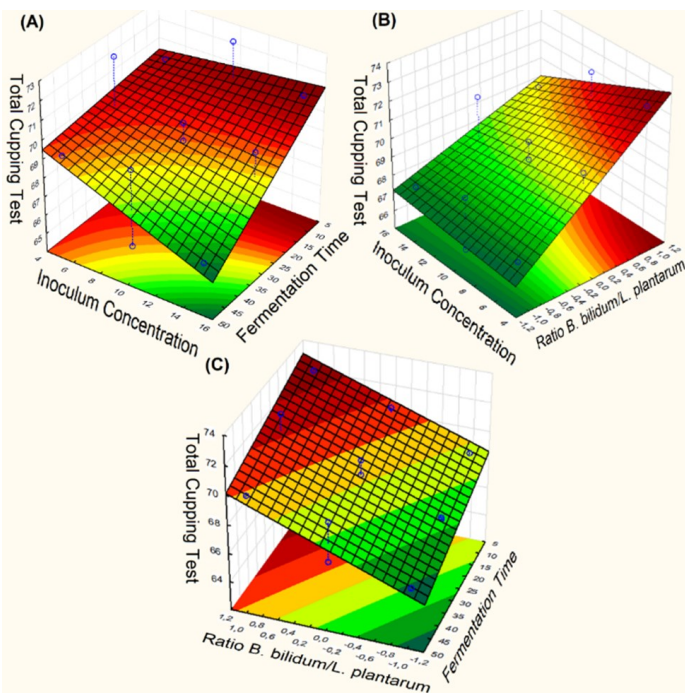 (A)
Total Cupping Test
73
72
71
70
69
68
67
66
65
4 6 8 10 12 14 16
Inoculum Concentration
5 10 15 20 25 30 35 40 45 50
Fermentation Time
(B)
Total Cupping Test
74
73
72
71
70
69
68
67
66
16 14 12 10 8 6 4
Inoculum Concentration
-1,2 -1,0 -0,8 -0,6 -0,4 -0,2 0,0 0,2 0,4 0,6 0,8 1,0 1,2
Ratio B. bilidum/L. plantarum
(C)
Total Cupping Test
74
72
70
68
66
64
1,2 1,0 0,8 0,6 0,4 0,2 0,0 -0,2 -0,4 -0,6 -0,8 -1,0 -1,2
Ratio B. bilidum/L. plantarum
5 10 15 20 25 30 35 40 45 50
Fermentation Time